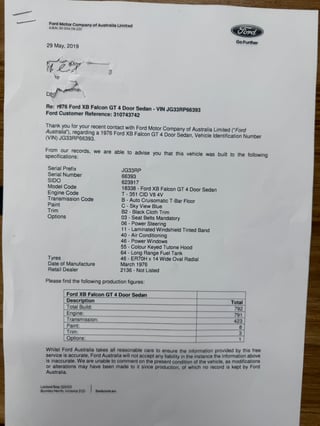 Ford Motor Company of Australia Limited
Ford
Go Further
29 May, 2019
Re: 1976 Ford XB Falcon GT 4 Door Sedan - VIN JG33RP66393
Ford Customer Reference: 310743742
Thank you for your recent contact with Ford Motor Company of Australia Limited ("Ford
Australia"), regarding a 1976 Ford XB Falcon GT 4 Door Sedan, Vehicle Identification Number
(VIN) JG33RP66393.
From our records, we are able to advise you that this vehicle was built to the following
specifications:
Serial Prefix JG33RP
Serial Number 66393
SIDO 623917
Model Code 18338 - Ford XB Falcon GT 4 Door Sedan
Engine Code T - 351 CID V8 4V
Transmission Code B - Auto Cruisomatic T-Bar Floor
Paint C - Sky View Blue
Trim B2 - Black Cloth Trim
Options 03 - Seat Belts Mandatory
06 - Power Steering
11 - Laminated Windshield Tinted Band
40 - Air Conditioning
46 - Power Windows
55 - Colour Keyed Tutone Hood
64 - Long Range Fuel Tank
Tyres 46 - ER70H x 14 Wide Oval Radial
Date of Manufacture March 1976
Retail Dealer 2136 - Not Listed
Please find the following production figures:
Ford XB Falcon GT 4 Door Sedan
Description Total
Total Build: 792
Engine: 791
Transmission: 423
Paint: 8
Trim: 3
Options: 1
Whilst Ford Australia takes all reasonable care to ensure the information provided by this free
service is accurate, Ford Australia will not accept any liability in the instance the information above
is inaccurate. We are unable to comment on the present condition of the vehicle, as modifications
or alterations may have been made to it since production, of which no record is kept by Ford
Australia.